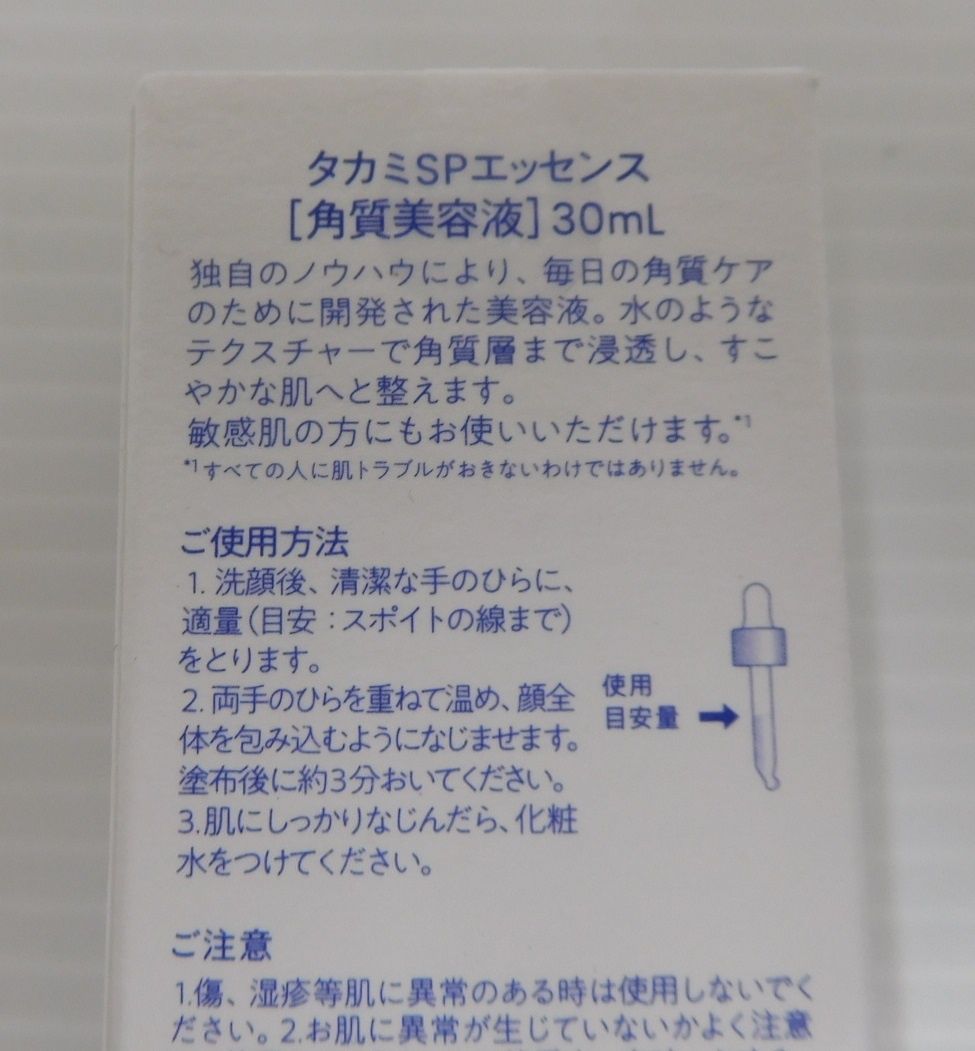 タカミSPエッセンス
[角質美容液] 30mL
独自のノウハウにより、毎日の角質ケア
のために開発された美容液。水のような
テクスチャーで角質層まで浸透し、すこ
やかな肌へと整えます。
敏感肌の方にもお使いいただけます。*1
*1すべての人に肌トラブルがおきないわけではありません。
ご使用方法
1. 洗顔後、清潔な手のひらに、
適量(目安:スポイトの線まで)
をとります。
2. 両手のひらを重ねて温め、顔全
体を包み込むようになじませます。
塗布後に約3分おいてください。
3.肌にしっかりなじんだら、化粧
水をつけてください。
使用
目安量
ご注意
1.傷、湿疹等肌に異常のある時は使用しないでく
ださい。2.お肌に異常が生じていないかよく注意